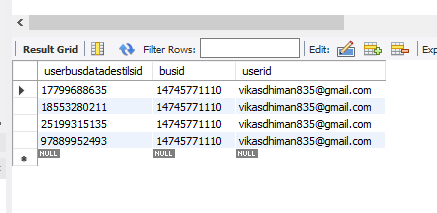 Result Grid Filter Rows: Edit: Exp
userbusdatadestilsid busid userid
17799688635 14745771110 vikasdhiman835@gmail.com
18553280211 14745771110 vikasdhiman835@gmail.com
25199315135 14745771110 vikasdhiman835@gmail.com
97889952493 14745771110 vikasdhiman835@gmail.com
NULL NULL NULL